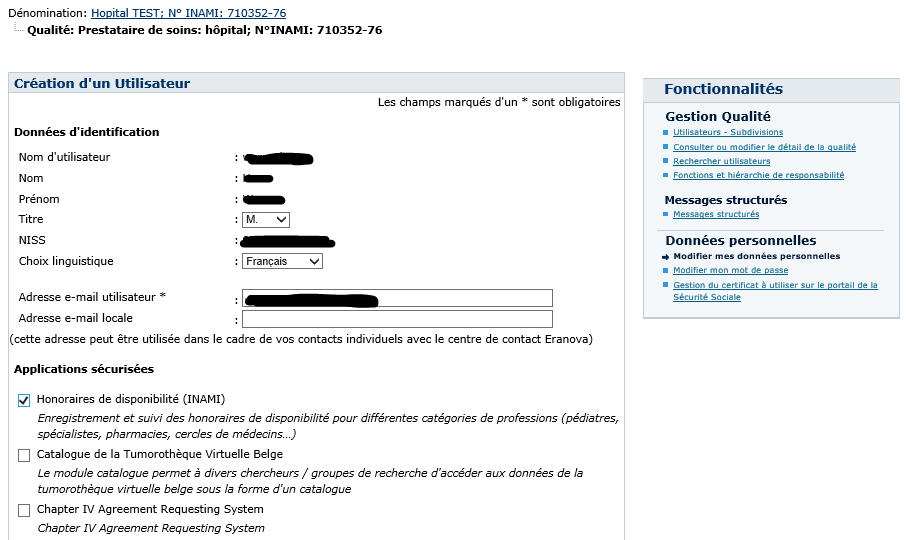 Dénomination: Hopital TEST; N° INAMI: 710352-76
Qualité: Prestataire de soins: hôpital; N°INAMI: 710352-76
Création d'un Utilisateur
Les champs marqués d'un * sont obligatoires
Données d'identification
Nom d'utilisateur :
Nom :
Prénom :
Titre : M.
NISS :
Choix linguistique : Français
Adresse e-mail utilisateur * :
Adresse e-mail locale :
(cette adresse peut être utilisée dans le cadre de vos contacts individuels avec le centre de contact Eranova)
Applications sécurisées
Honoraires de disponibilité (INAMI)
Enregistrement et suivi des honoraires de disponibilité pour différentes catégories de professions (pédiatres,
spécialistes, pharmacies, cercles de médecins...)
Catalogue de la Tumorothèque Virtuelle Belge
Le module catalogue permet à divers chercheurs / groupes de recherche d'accéder aux données de la
tumorothèque virtuelle belge sous la forme d'un catalogue
Chapter IV Agreement Requesting System
Chapter IV Agreement Requesting System
Fonctionnalités
Gestion Qualité
Utilisateurs - Subdivisions
Consulter ou modifier le détail de la qualité
Rechercher utilisateurs
Fonctions et hiérarchie de responsabilité
Messages structurés
Messages structurés
Données personnelles
Modifier mes données personnelles
Modifier mon mot de passe
Gestion du certificat à utiliser sur le portail de la
Sécurité Sociale